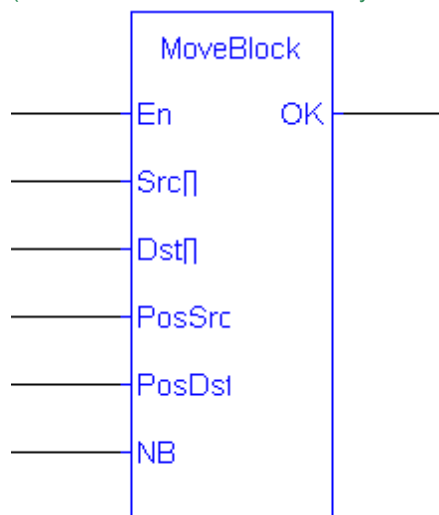 MoveBlock
En OK
Src[]
Dst[]
PosSrc
PosDst
NB